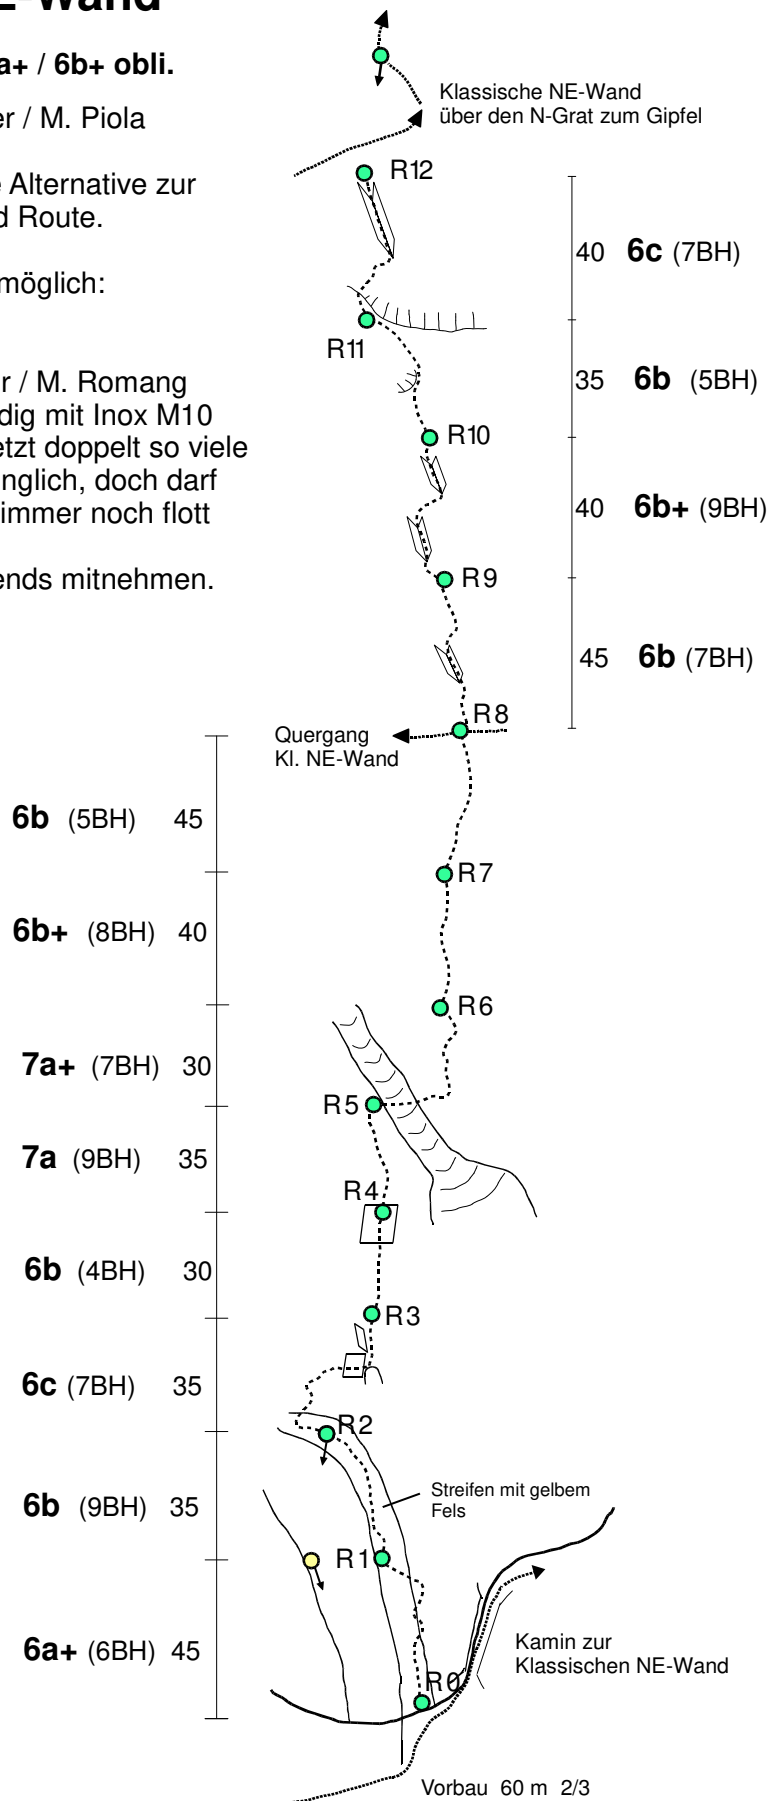 E-Wand
a+ / 6b+ obli.
er / M. Piola
e Alternative zur
d Route.
möglich:
r / M. Romang
dig mit Inox M10
etzt doppelt so viele
nglich, doch darf
immer noch flott
ends mitnehmen.
Klassische NE-Wand
über den N-Grat zum Gipfel
R12
40 6c (7BH)
R11
35 6b (5BH)
R10
40 6b+ (9BH)
R9
45 6b (7BH)
R8
Quergang
Kl. NE-Wand
6b (5BH) 45
R7
6b+ (8BH) 40
R6
7a+ (7BH) 30
R5
7a (9BH) 35
R4
6b (4BH) 30
R3
6c (7BH) 35
R2
Streifen mit gelbem
Fels
6b (9BH) 35
R1
6a+ (6BH) 45
Kamin zur
Klassischen NE-Wand
R0
Vorbau 60 m 2/3